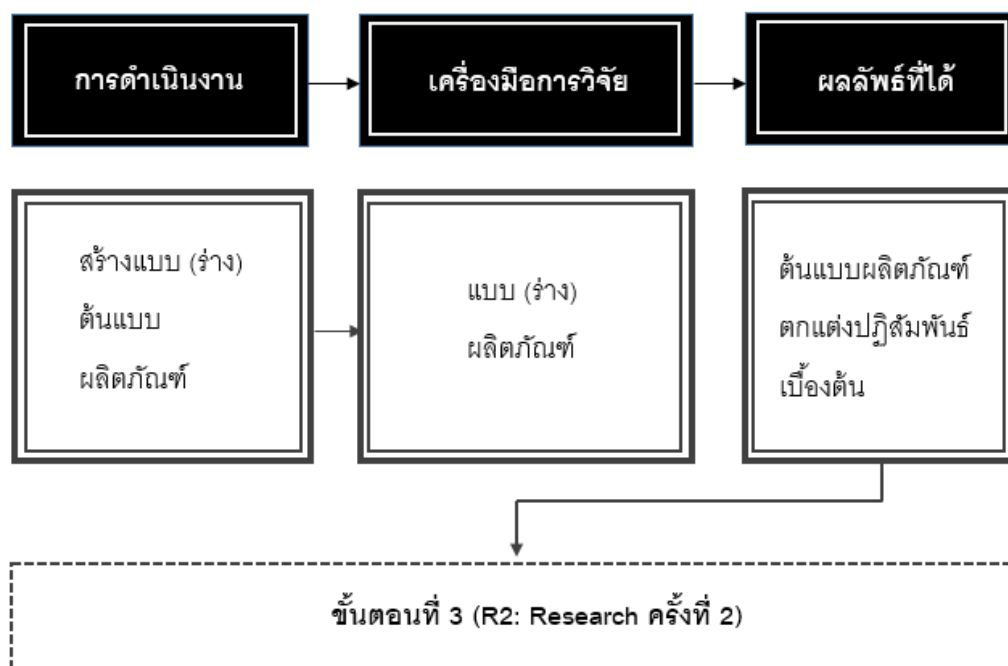 การดำเนินงาน
เครื่องมือการวิจัย
ผลลัพธ์ที่ได้
สร้างแบบ (ร่าง)
ต้นแบบ
ผลิตภัณฑ์
แบบ (ร่าง)
ผลิตภัณฑ์
ต้นแบบผลิตภัณฑ์
ตกแต่งปฏิสัมพันธ์
เบื้องต้น
ขั้นตอนที่ 3 (R2: Research ครั้งที่ 2)